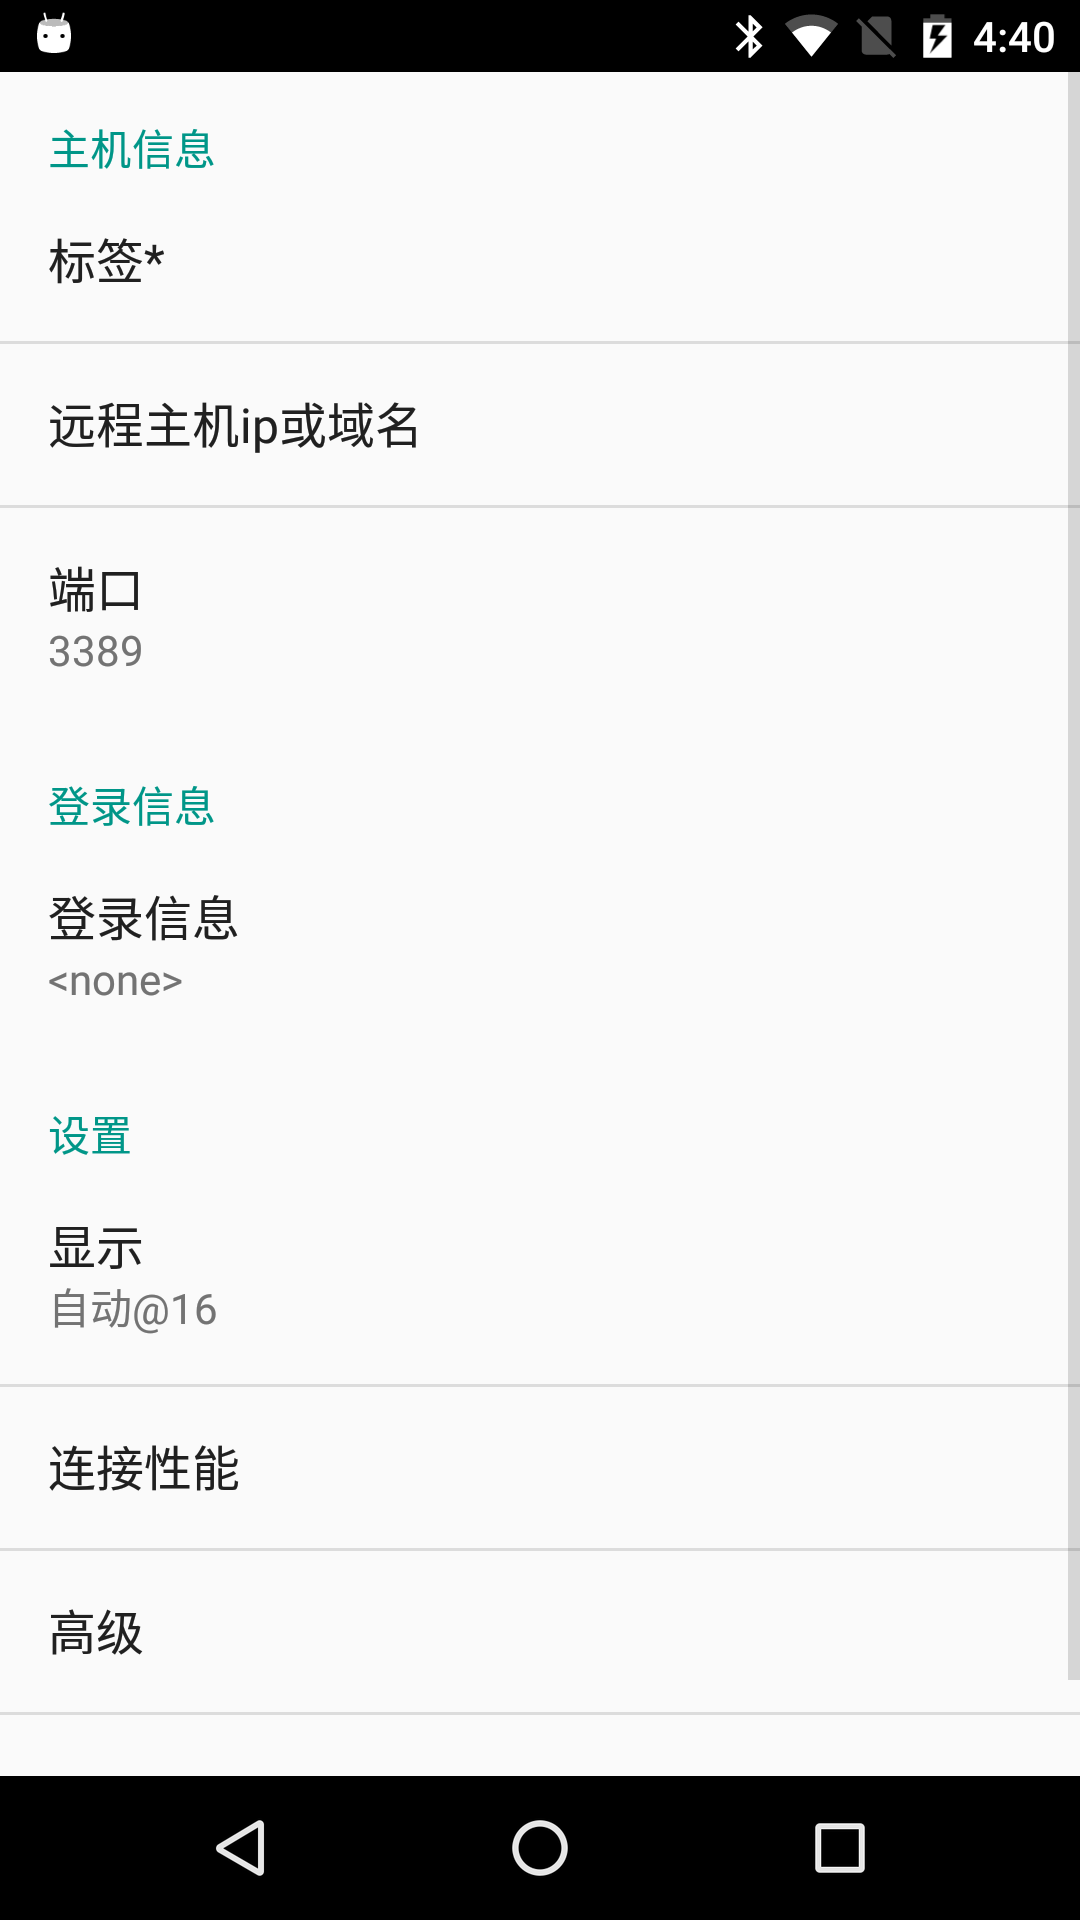 4:40
主机信息
标签*
远程主机ip或域名
端口
3389
登录信息
登录信息
<none>
设置
显示
自动@16
连接性能
高级